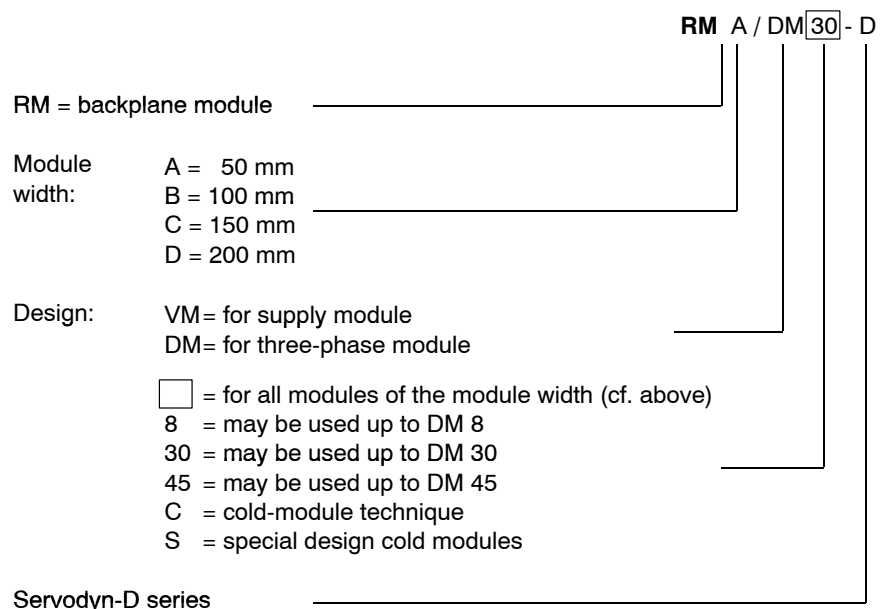 RM A / DM 30 - D
RM = backplane module
Module width:
A = 50 mm
B = 100 mm
C = 150 mm
D = 200 mm
Design:
VM= for supply module
DM= for three-phase module
= for all modules of the module width (cf. above)
8 = may be used up to DM 8
30 = may be used up to DM 30
45 = may be used up to DM 45
C = cold-module technique
S = special design cold modules
Servodyn-D series